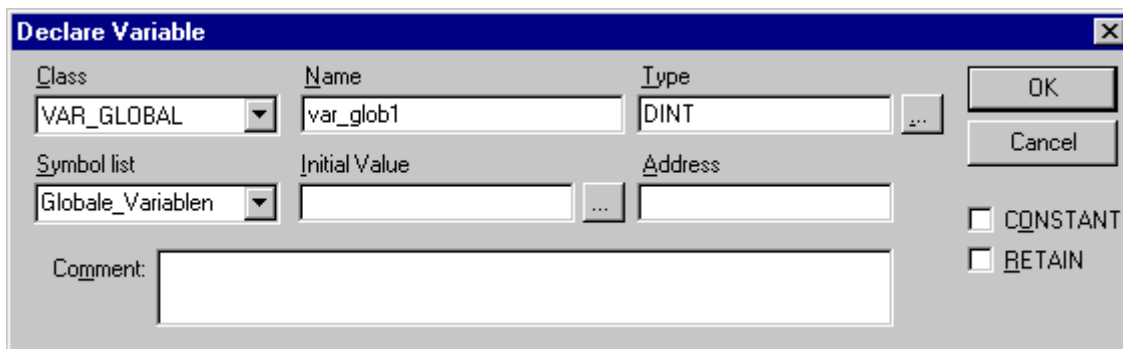 Declare Variable
Class Name Type
VAR_GLOBAL var_glob1 DINT ... OK
Cancel
Symbol list Initial Value Address
Globale_Variablen ...
CONSTANT
Comment: RETAIN